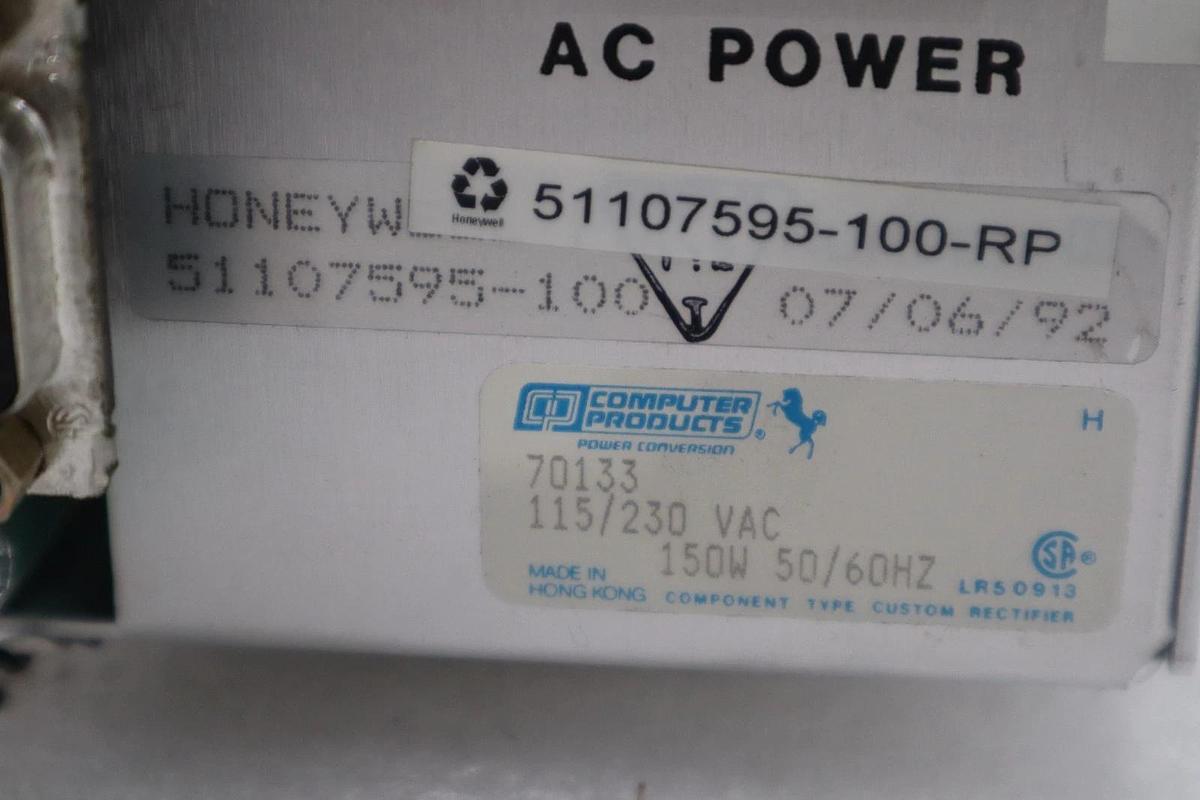 AC POWER
Honeywell
51107595-100-RP
51107595-100
07/06/92
COMPUTER
PRODUCTS®
POWER CONVERSION
H
70133
115/230 VAC
150W 50/60HZ
MADE IN
HONG KONG
LR50913
COMPONENT TYPE CUSTOM RECTIFIER